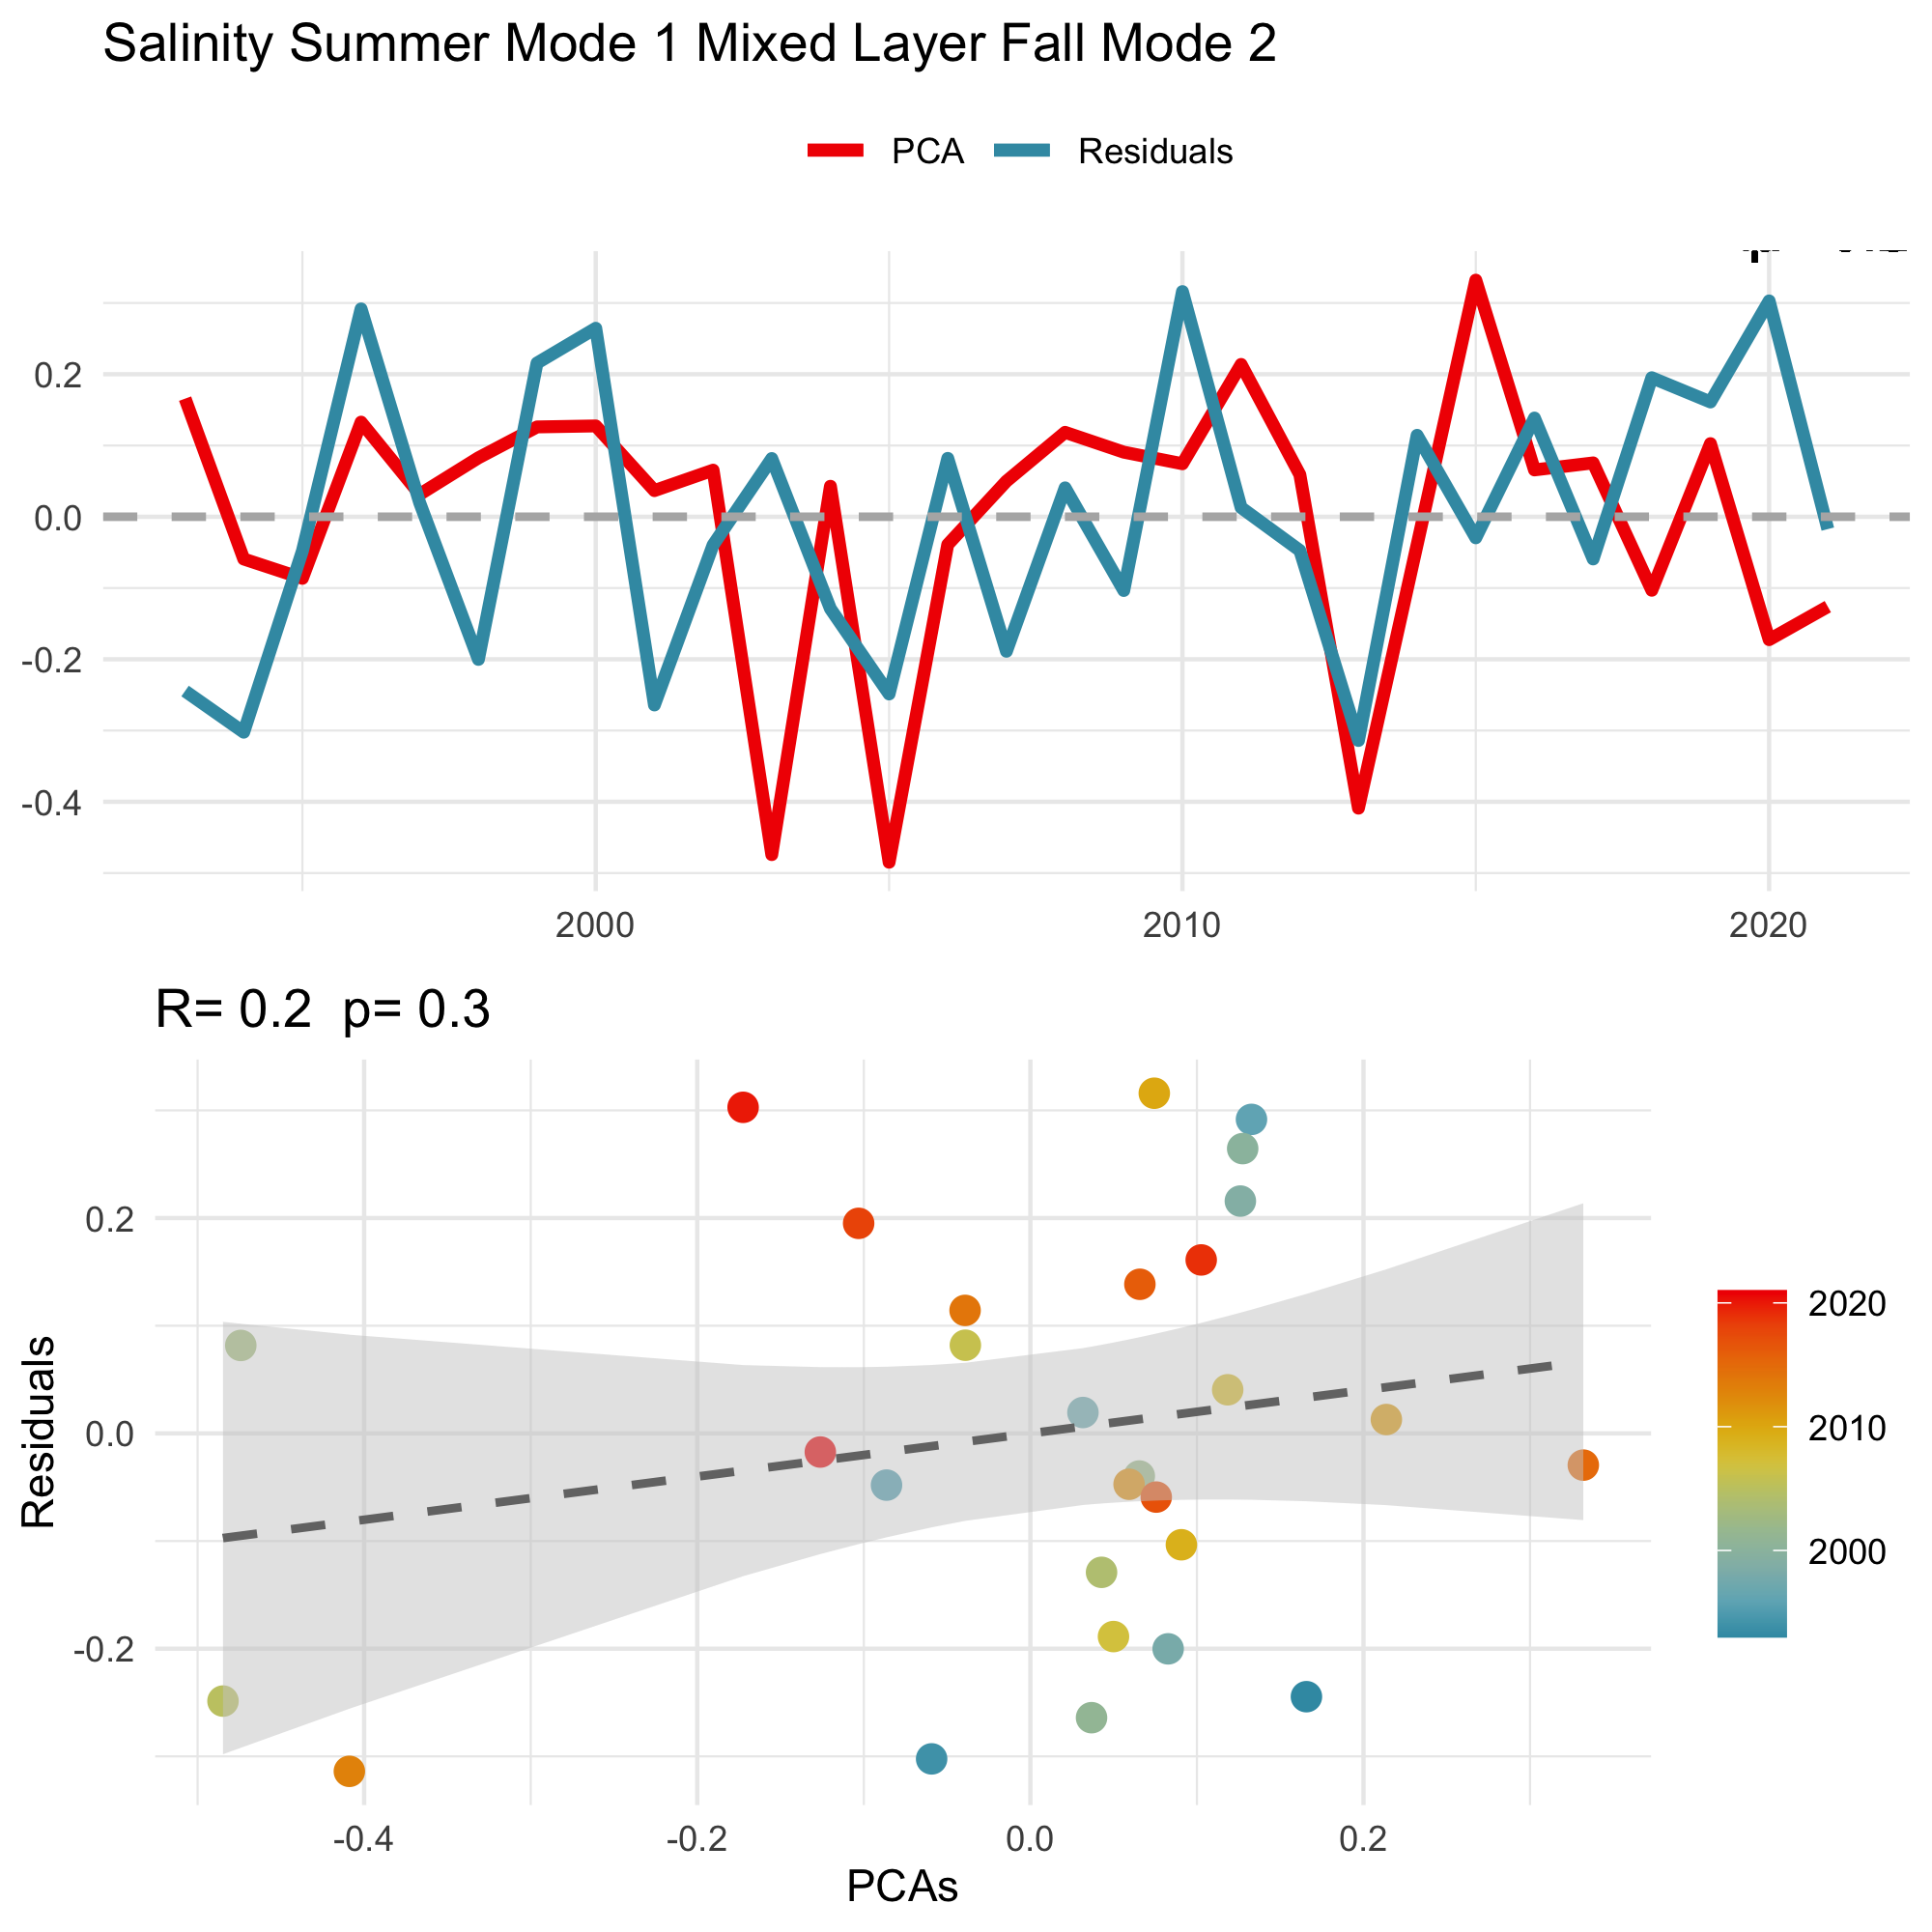 Salinity Summer Mode 1 Mixed Layer Fall Mode 2
PCA Residuals
0.2
0.0
-0.2
-0.4
2000 2010 2020
R= 0.2 p= 0.3
Residuals
0.2
0.0
-0.2
-0.4 -0.2 0.0 0.2
PCAs
2020
2010
2000